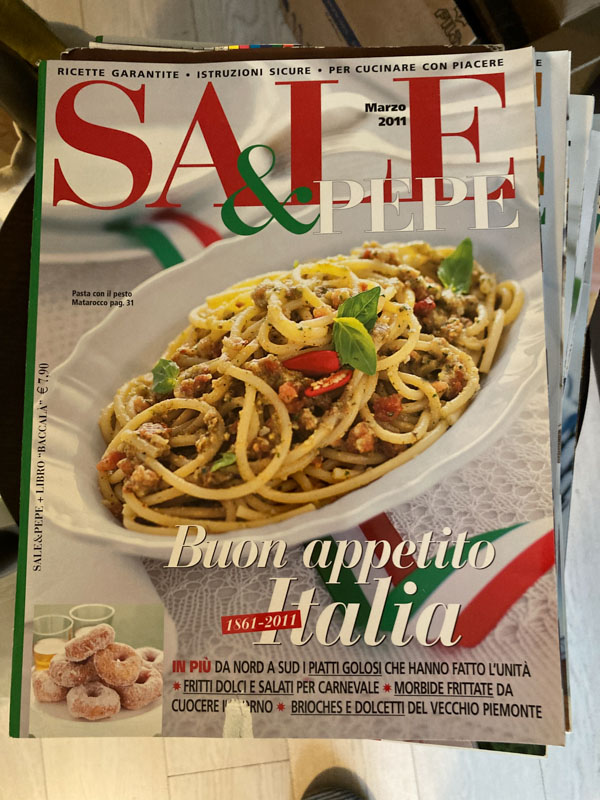 RICETTE GARANTITE • ISTRUZIONI SICURE • PER CUCINARE CON PIACERE
Marzo
2011
SALE
&PEPE
Pasta con il pesto
Matarocco pag. 31
SALE&PEPE + LIBRO "BACCALÀ" € 7,90
Buon appetito
1861-2011
Italia
IN PIÙ DA NORD A SUD I PIATTI GOLOSI CHE HANNO FATTO L'UNITÀ
* FRITTI DOLCI E SALATI PER CARNEVALE * MORBIDE FRITTATE DA
CUOCERE IN FORNO * BRIOCHES E DOLCETTI DEL VECCHIO PIEMONTE